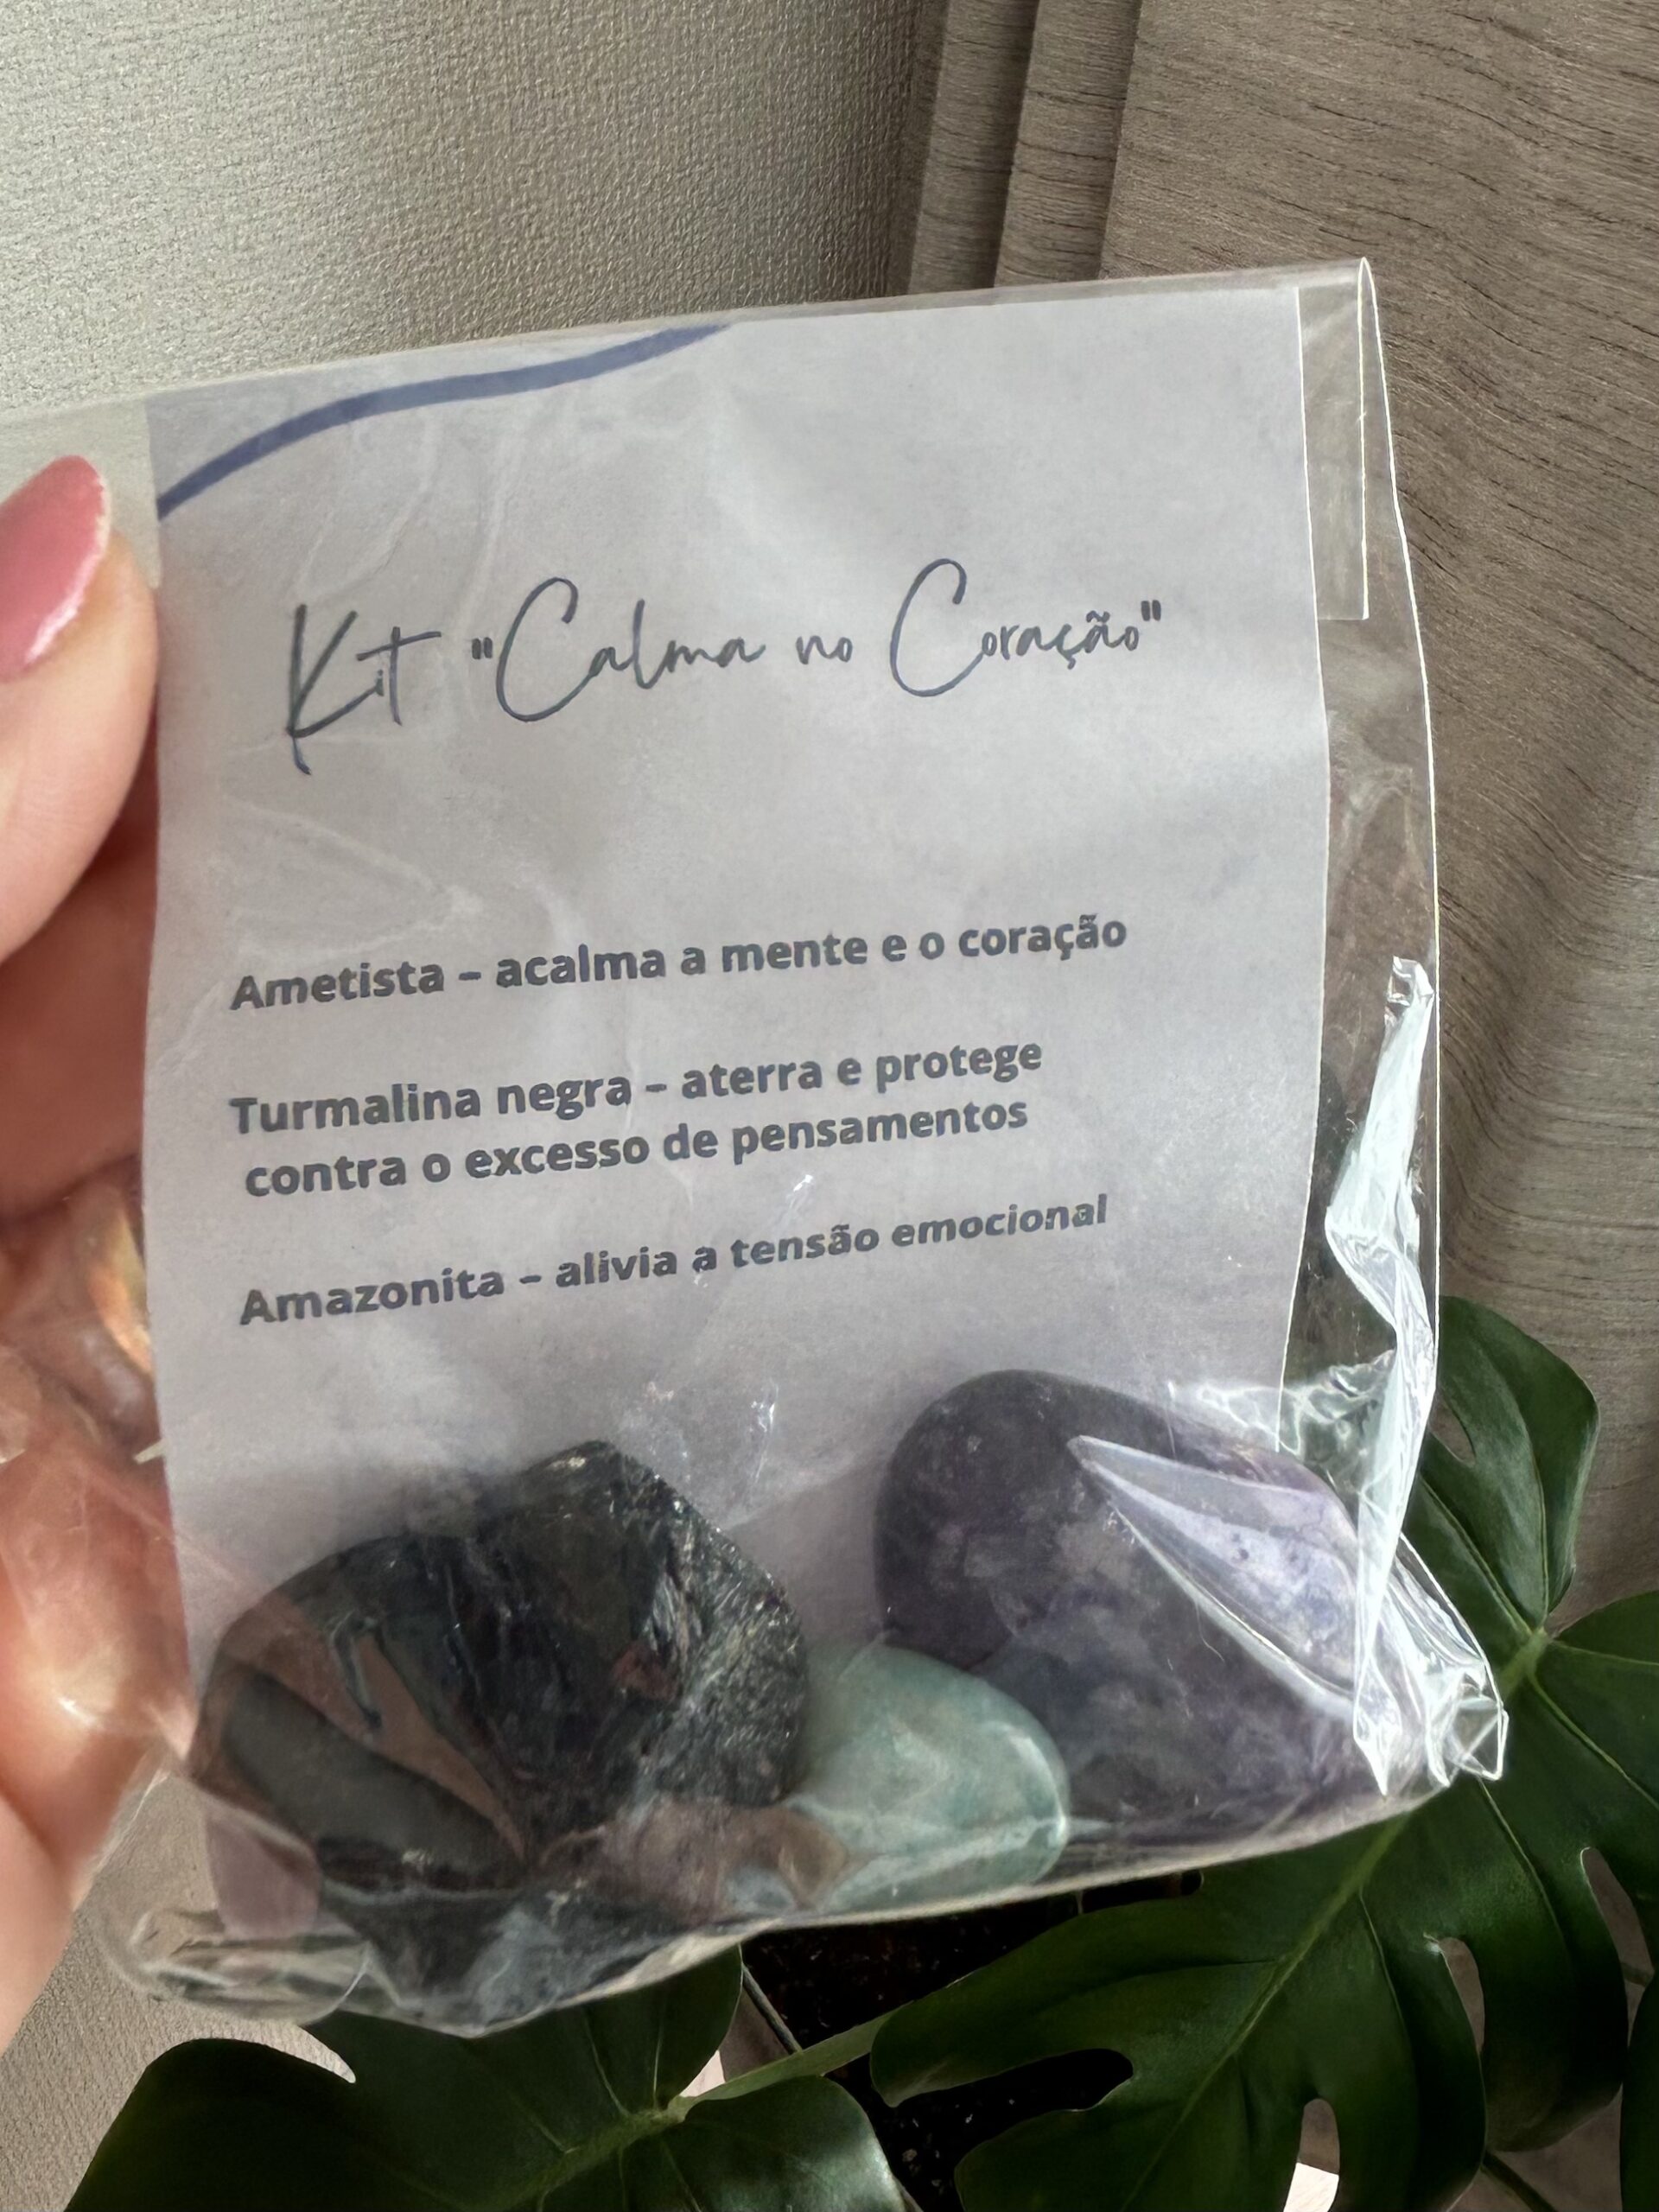 Kit "Calma no Coração"
Ametista – acalma a mente e o coração
Turmalina negra – aterra e protege
contra o excesso de pensamentos
Amazonita – alivia a tensão emocional